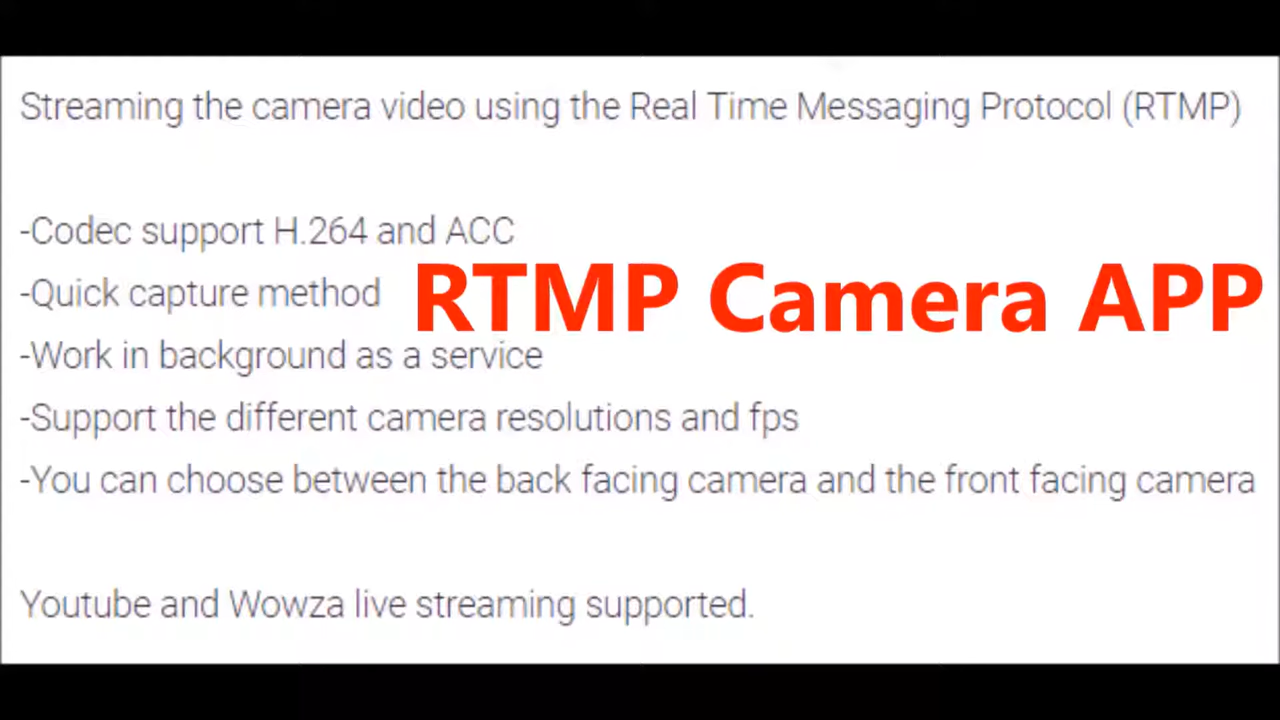 Streaming the camera video using the Real Time Messaging Protocol (RTMP)
-Codec support H.264 and ACC
-Quick capture method
RTMP Camera APP
-Work in background as a service
-Support the different camera resolutions and fps
-You can choose between the back facing camera and the front facing camera
Youtube and Wowza live streaming supported.